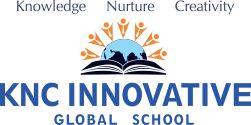 Knowledge Nurture Creativity
KNC INNOVATIVE
GLOBAL SCHOOL